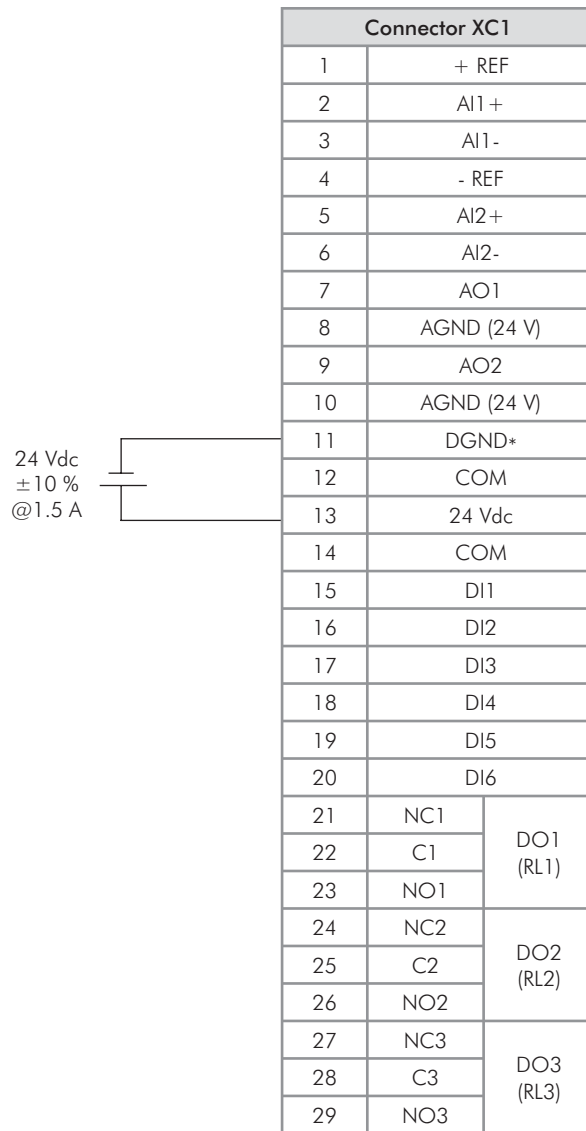 Connector XC1
1 + REF
2 AI1+
3 AI1-
4 - REF
5 AI2+
6 AI2-
7 AO1
8 AGND (24 V)
9 AO2
10 AGND (24 V)
11 DGND*
12 COM
13 24 Vdc
14 COM
15 DI1
16 DI2
17 DI3
18 DI4
19 DI5
20 DI6
21 NC1
22 C1
23 NO1
DO1
(RL1)
24 NC2
25 C2
26 NO2
DO2
(RL2)
27 NC3
28 C3
29 NO3
DO3
(RL3)
24 Vdc
±10 %
@1.5 A